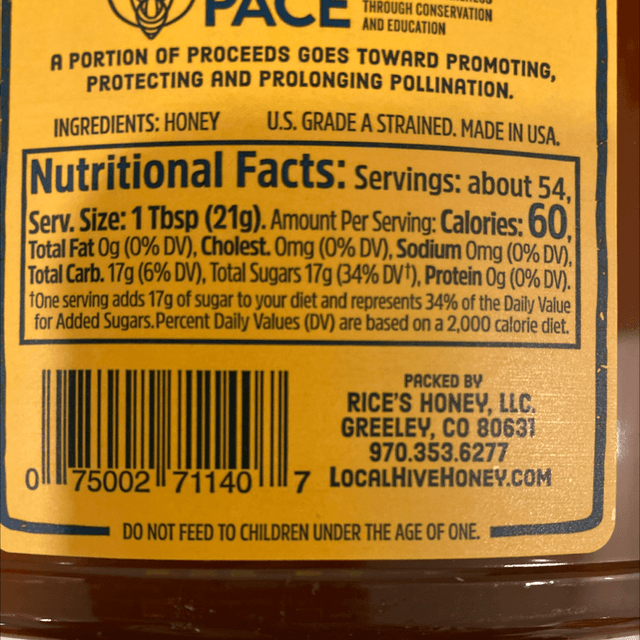 PACE
THROUGH CONSERVATION
AND EDUCATION
A PORTION OF PROCEEDS GOES TOWARD PROMOTING,
PROTECTING AND PROLONGING POLLINATION.
INGREDIENTS: HONEY U.S. GRADE A STRAINED. MADE IN USA.
Nutritional Facts: Servings: about 54,
Serv. Size: 1 Tbsp (21g). Amount Per Serving: Calories: 60,
Total Fat 0g (0% DV), Cholest. 0mg (0% DV), Sodium 0mg (0% DV),
Total Carb. 17g (6% DV), Total Sugars 17g (34% DV†), Protein 0g (0% DV).
†One serving adds 17g of sugar to your diet and represents 34% of the Daily Value
for Added Sugars. Percent Daily Values (DV) are based on a 2,000 calorie diet.
PACKED BY
RICE'S HONEY, LLC.
GREELEY, CO 80631
970.353.6277
LOCALHIVEHONEY.COM
0 75002 71140 7
DO NOT FEED TO CHILDREN UNDER THE AGE OF ONE.